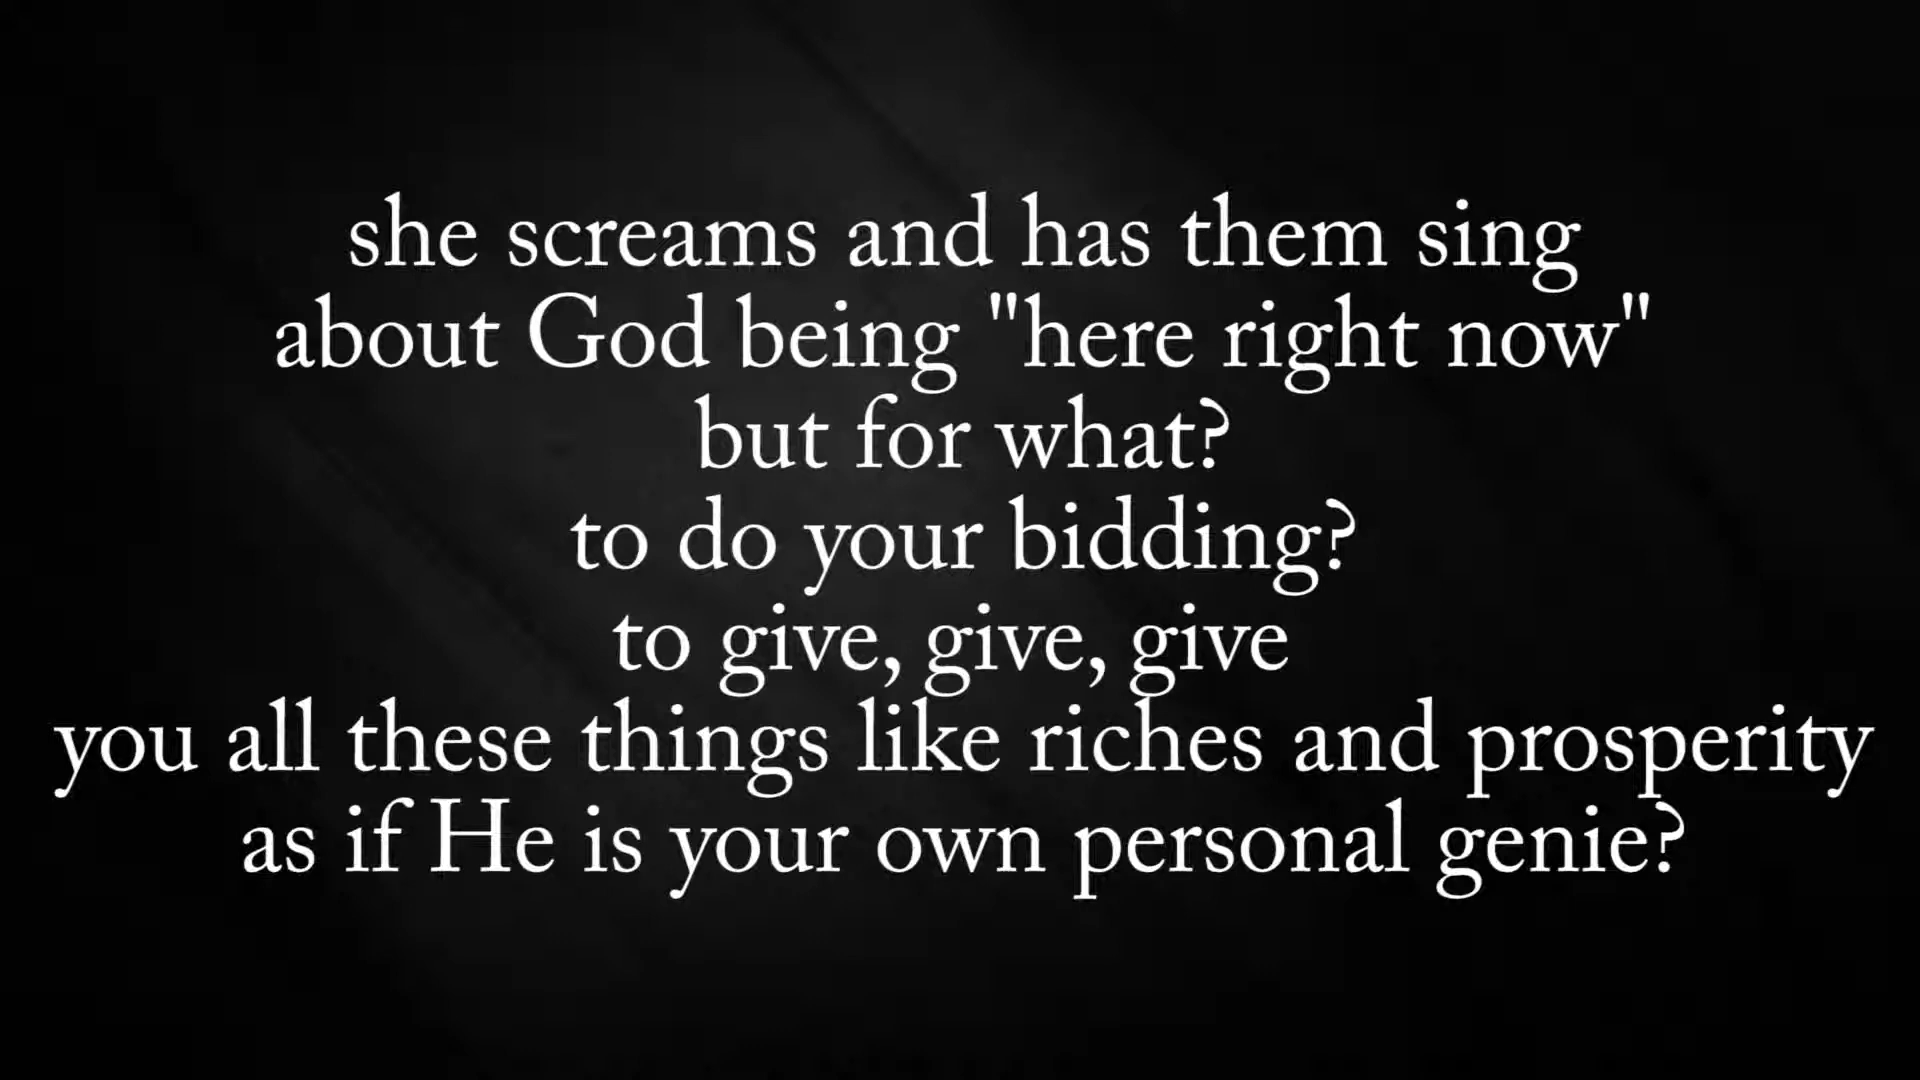 she screams and has them sing
about God being "here right now"
but for what?
to do your bidding?
to give, give, give
you all these things like riches and prosperity
as if He is your own personal genie?